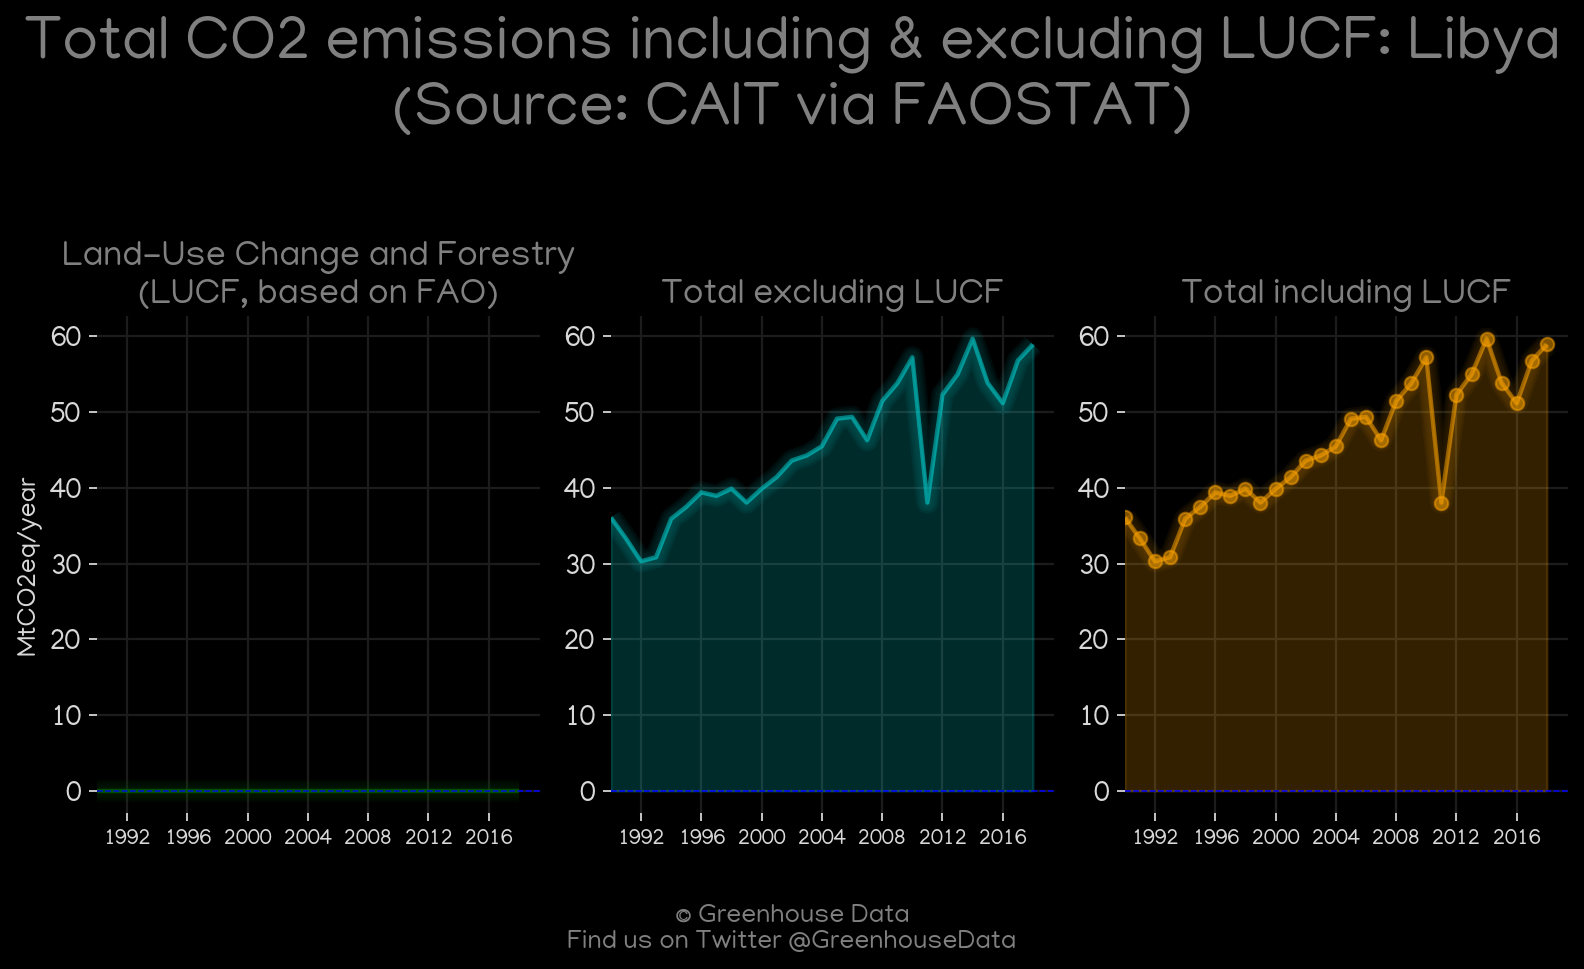 Total CO2 emissions including & excluding LUCF: Libya
(Source: CAIT via FAOSTAT)
Land-Use Change and Forestry
(LUCF, based on FAO)
Total excluding LUCF
Total including LUCF
MtCO2eq/year
60
50
40
30
20
10
0
1992 1996 2000 2004 2008 2012 2016
60
50
40
30
20
10
0
1992 1996 2000 2004 2008 2012 2016
60
50
40
30
20
10
0
1992 1996 2000 2004 2008 2012 2016
© Greenhouse Data
Find us on Twitter @GreenhouseData